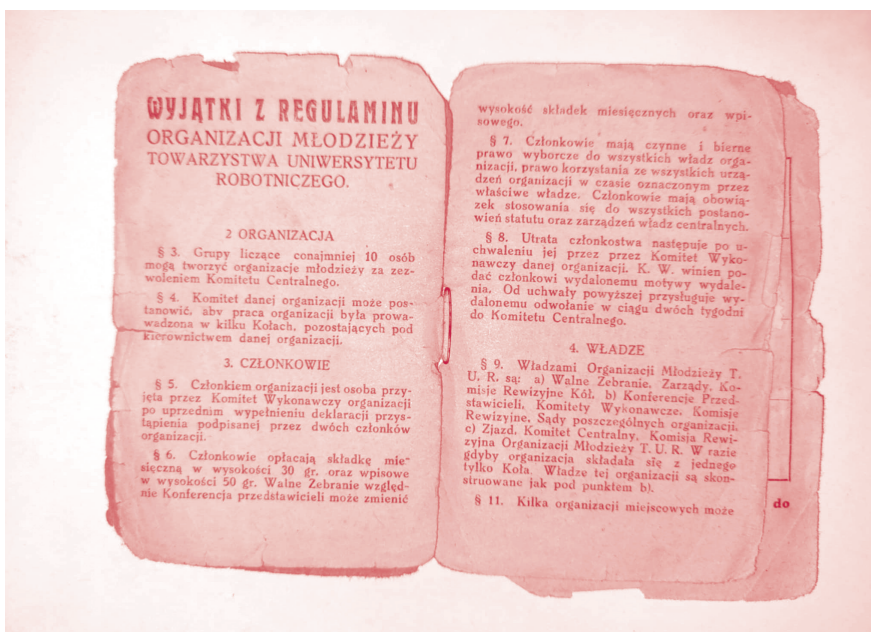 WYJĄTKI Z REGULAMINU
ORGANIZACJI MŁODZIEŻY
TOWARZYSTWA UNIWERSYTETU
ROBOTNICZEGO.
2 ORGANIZACJA
§ 3. Grupy liczące conajmniej 10 osób
mogą tworzyć organizacje młodzieży za zez-
woleniem Komitetu Centralnego.
§ 4. Komitet danej organizacji może pos-
tanowić, aby praca organizacji była prowa-
wadzona w kilku Kołach, pozostających pod
kierownictwem danej organizacji.
3. CZŁONKOWIE
§ 5. Członkiem organizacji jest osoba przy-
jęta przez Komitet Wykonawczy organizacji
po uprzednim wypełnieniu deklaracji przys-
tąpienia podpisanej przez dwóch członków
organizacji.
§ 6. Członkowie opłacają składkę mie-
sięczną w wysokości 30 gr. oraz wpisowe
w wysokości 50 gr. Walne Zebranie względ-
nie Konferencja przedstawicieli może zmienić
wysokość składek miesięcznych oraz wpi-
sowego.
§ 7. Członkowie mają czynne i bierne
prawo wyborcze do wszystkich władz orga-
nizacji, prawo korzystania ze wszystkich urzą-
dzeń organizacji w czasie oznaczonym przez
właściwe władze. Członkowie mają obowią-
zek stosowania się do wszystkich postano-
wień statutu oraz zarządzeń władz centralnych.
§ 8. Utrata członkostwa następuje po u-
chwaleniu jej przez przez Komitet Wyko-
nawczy danej organizacji. K. W. winien po-
dać członkowi wydalonemu motywy wydale-
nia. Od uchwały powyższej przysługuje wy-
dalonemu odwołanie w ciągu dwóch tygodni
do Komitetu Centralnego.
4. WŁADZE
§ 9. Władzami Organizacji Młodzieży T.
U. R. są: a) Walne Zebranie, Zarządy, Ko-
misje Rewizyjne Kół. b) Konferencje Przed-
stawicieli, Komitety Wykonawcze, Komisje
Rewizyjne, Sądy poszczególnych organizacji,
c) Zjazd, Komitet Centralny, Komisja Rewi-
zyjna Organizacji Młodzieży T. U. R. W razie
gdyby organizacja składała się z jednego
tylko Koła. Władze tej organizacji są skon-
struowane jak pod punktem b).
§ 11. Kilka organizacji miejscowych może
do